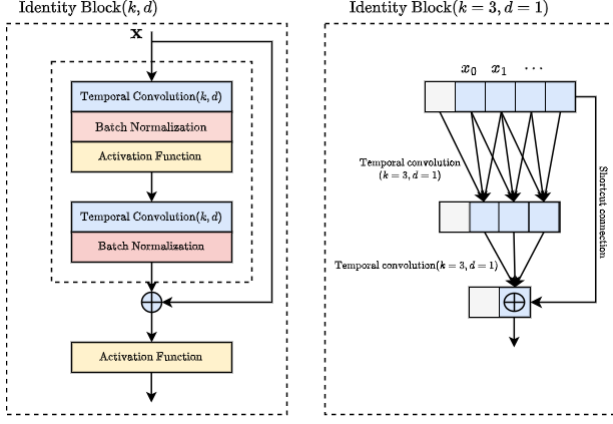 Identity Block(k, d)
x
Temporal Convolution(k, d)
Batch Normalization
Activation Function
Temporal Convolution(k, d)
Batch Normalization
Activation Function
Identity Block(k = 3, d = 1)
x₀ x₁ ⋯
Temporal convolution
(k = 3, d = 1)
Shortcut connection
Temporal convolution(k = 3, d = 1)